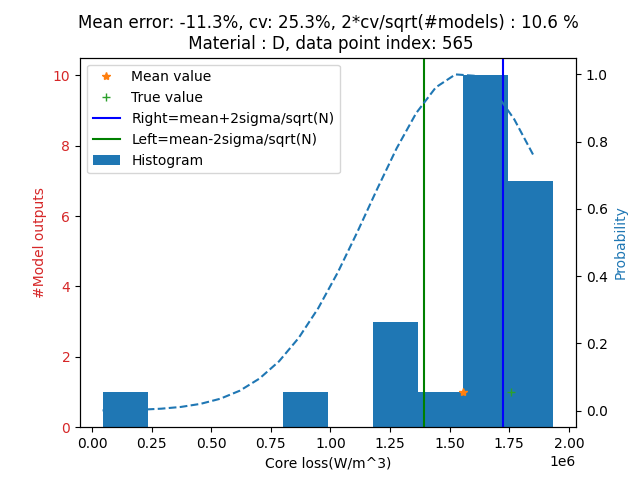 Mean error: -11.3%, cv: 25.3%, 2*cv/sqrt(#models) : 10.6 %
Material : D, data point index: 565
Mean value
True value
Right=mean+2sigma/sqrt(N)
Left=mean-2sigma/sqrt(N)
Histogram
#Model outputs
10
8
6
4
2
0
1.0
0.8
0.6
0.4
0.2
0.0
Probability
0.00 0.25 0.50 0.75 1.00 1.25 1.50 1.75 2.00
1e6
Core loss(W/m^3)